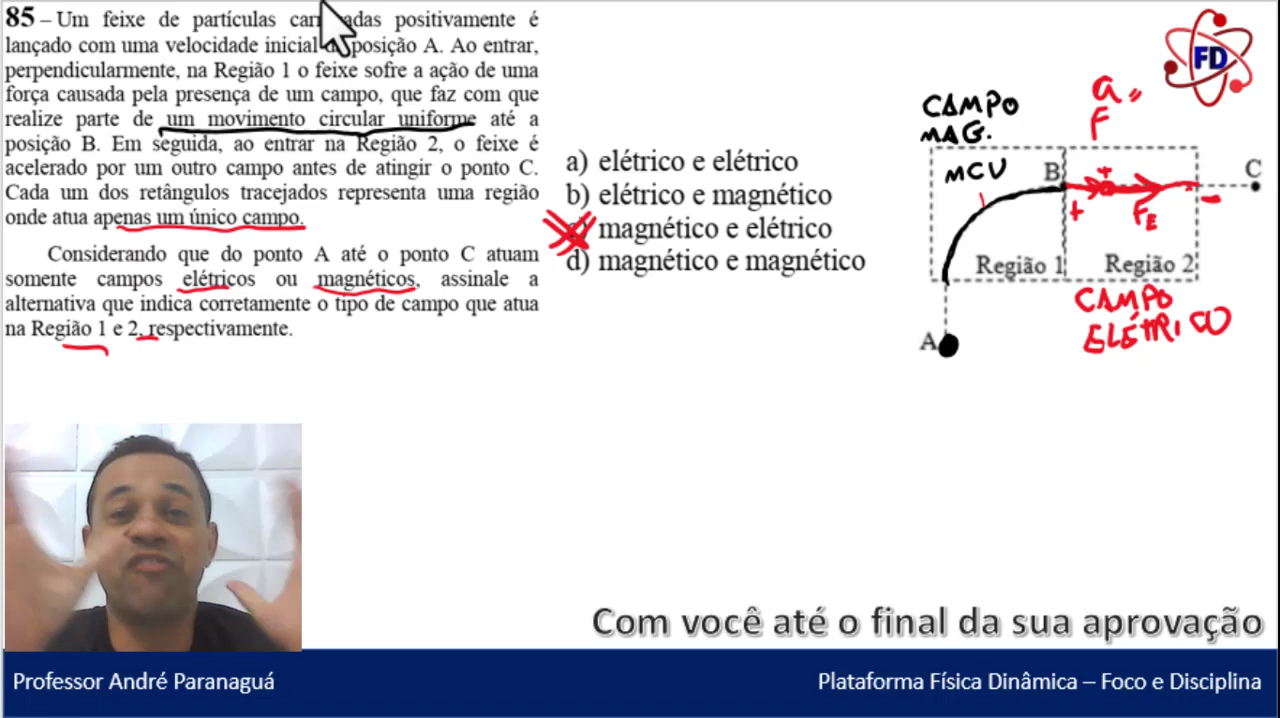 85 – Um feixe de partículas carregadas positivamente é
lançado com uma velocidade inicial posição A. Ao entrar,
perpendicularmente, na Região 1 o feixe sofre a ação de uma
força causada pela presença de um campo, que faz com que
realize parte de um movimento circular uniforme até a
posição B. Em seguida, ao entrar na Região 2, o feixe é
acelerado por um outro campo antes de atingir o ponto C.
Cada um dos retângulos tracejados representa uma região
onde atua apenas um único campo.
Considerando que do ponto A até o ponto C atuam
somente campos elétricos ou magnéticos, assinale a
alternativa que indica corretamente o tipo de campo que atua
na Região 1 e 2, respectivamente.
a) elétrico e elétrico
b) elétrico e magnético
magnético e elétrico
d) magnético e magnético
FD
CAMPO
MAG.
a =
F
MCU
B
C
+
+
FE
-
Região 1
Região 2
CAMPO
ELÉTRICO
A
Com você até o final da sua aprovação
Professor André Paranaguá
Plataforma Física Dinâmica – Foco e Disciplina